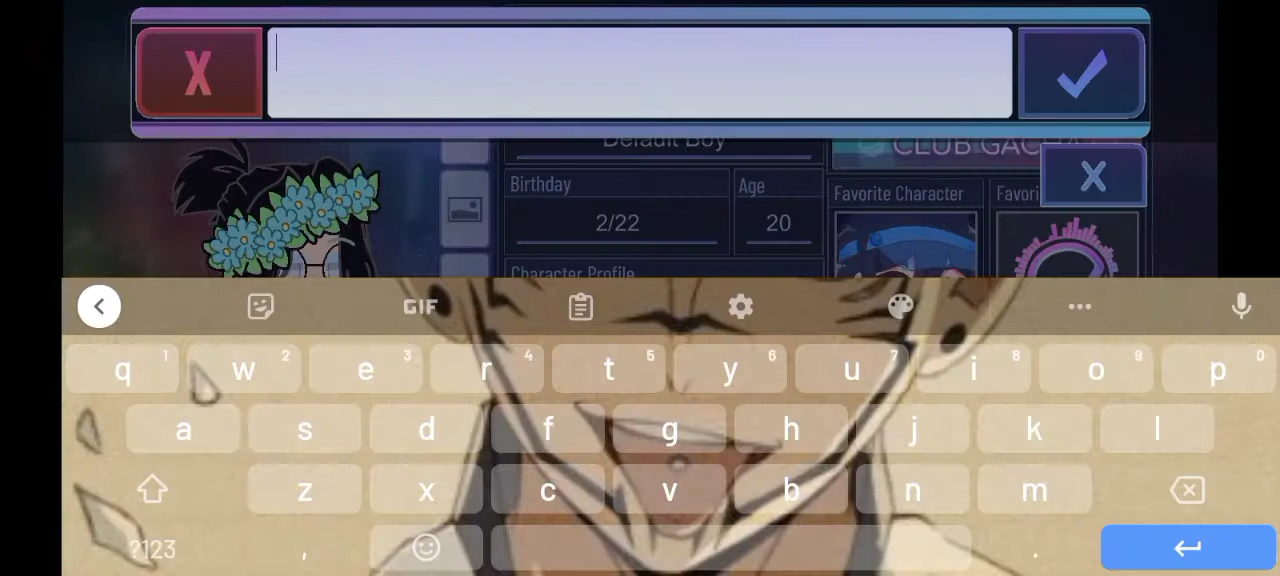 X
Default Boy
CLUB GACHA
X
Birthday
Age
Favorite Character
Favori
2/22
20
Character Profile
GIF
q 1 w 2 e 3 r 4 t 5 y 6 u 7 i 8 o 9 p 0
a s d f g h j k l
z x c v b n m
?123 , .